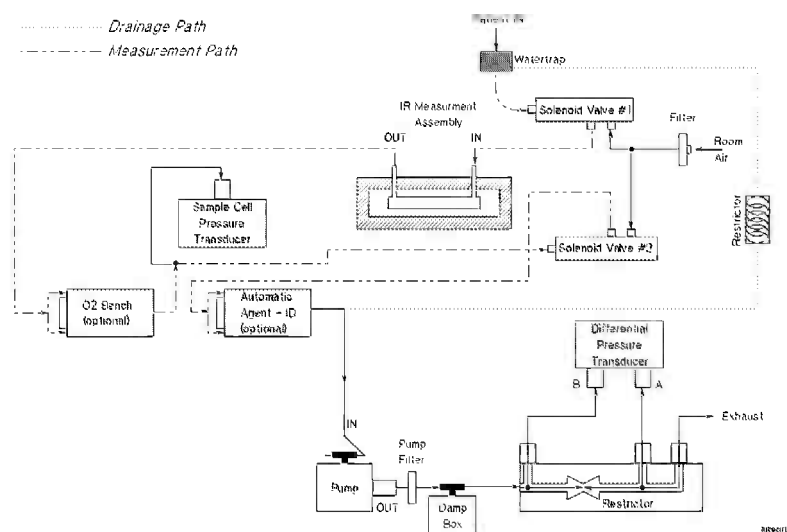 Drainage Path
Measurement Path
Watertrap
IR Measurment
Assembly
OUT
IN
Solenoid Valve #1
Filter
Room
Air
Sample Cell
Pressure
Transducer
Restrictor
Solenoid Valve #2
O2 Bench
(optional)
Automatic
Agent - ID
(optional)
Differential
Pressure
Transducer
B
A
Exhaust
IN
Pump
Filter
Pump
OUT
Damp
Box
Restrictor